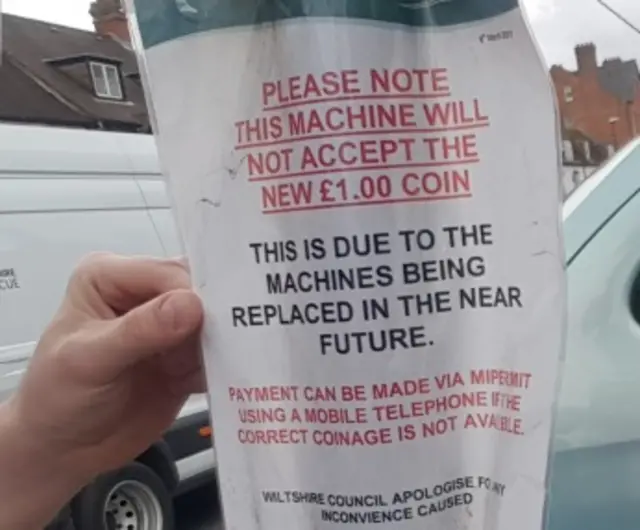 PLEASE NOTE
THIS MACHINE WILL
NOT ACCEPT THE
NEW £1.00 COIN
THIS IS DUE TO THE
MACHINES BEING
REPLACED IN THE NEAR
FUTURE.
PAYMENT CAN BE MADE VIA MIPERMIT
USING A MOBILE TELEPHONE IF THE
CORRECT COINAGE IS NOT AVAILABLE.
WILTSHIRE COUNCIL APOLOGISE FOR ANY
INCONVIENCE CAUSED